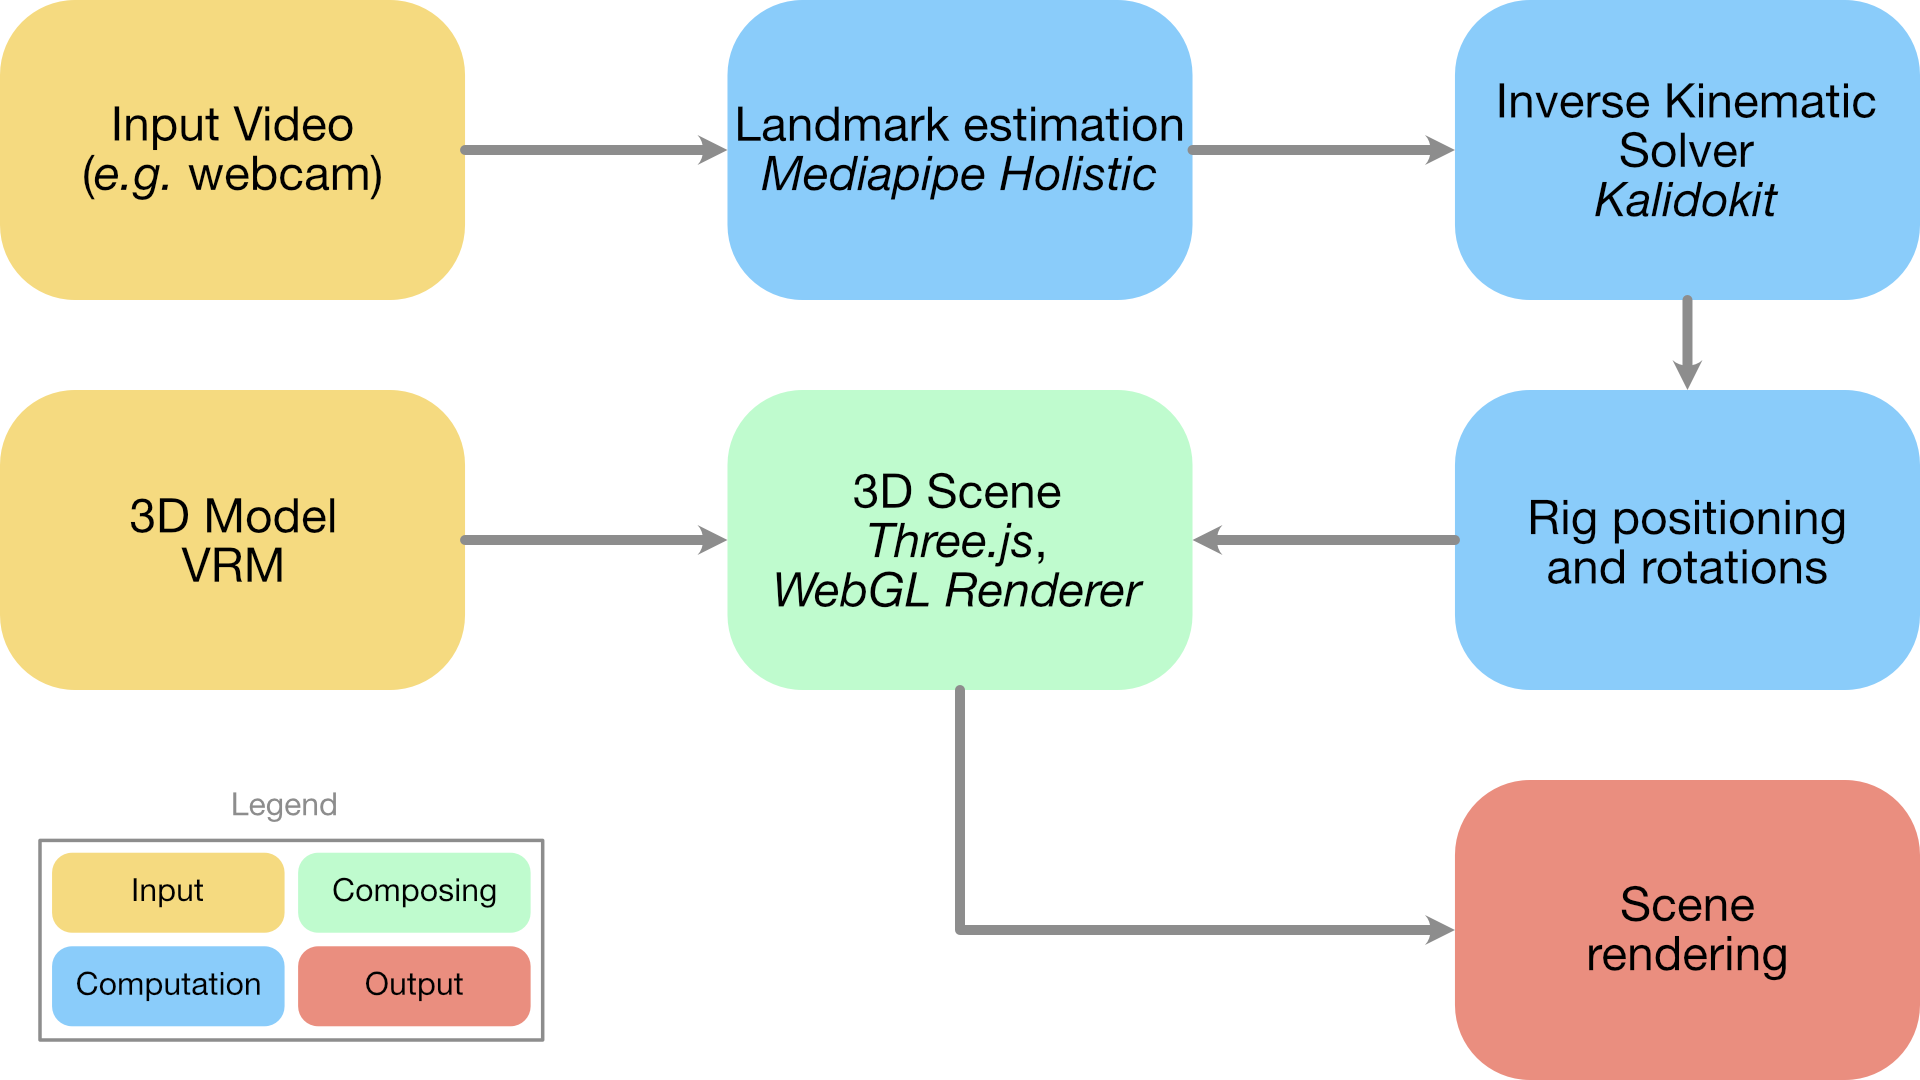 Input Video
(e.g. webcam)
Landmark estimation
Mediapipe Holistic
Inverse Kinematic
Solver
Kalidokit
3D Model
VRM
3D Scene
Three.js,
WebGL Renderer
Rig positioning
and rotations
Scene
rendering
Legend
Input
Composing
Computation
Output